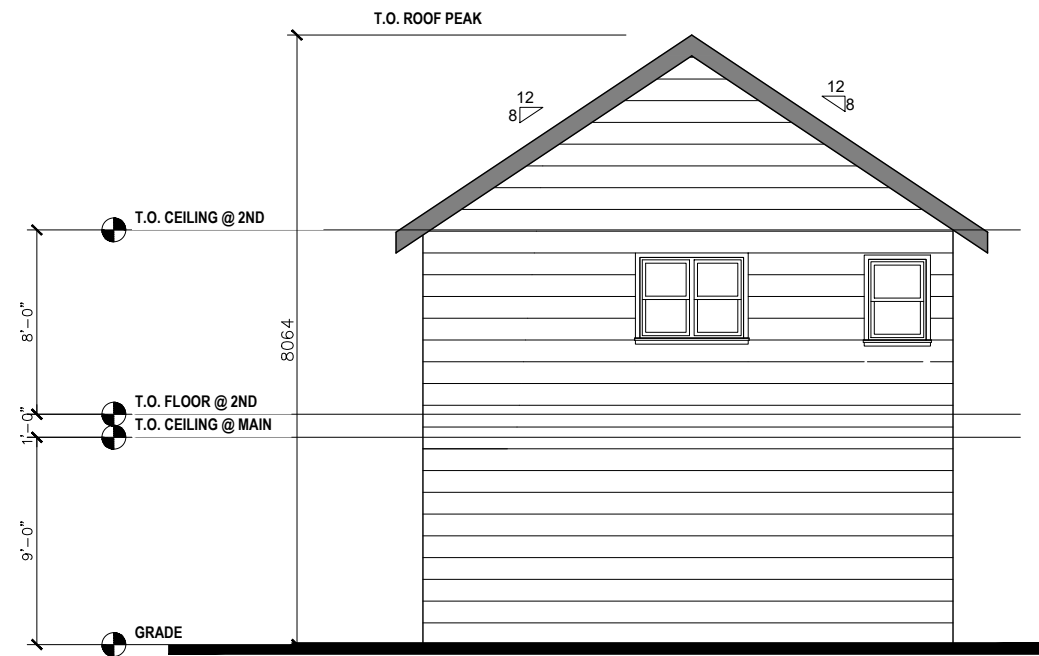 T.O. ROOF PEAK
12
8
12
8
T.O. CEILING @ 2ND
8'-0"
8064
T.O. FLOOR @ 2ND
1'-0"
T.O. CEILING @ MAIN
9'-0"
GRADE